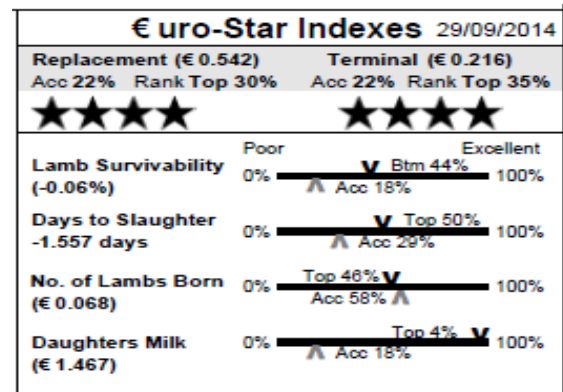 €uro-Star Indexes 29/09/2014
Replacement (€ 0.542) Terminal (€ 0.216)
Acc 22% Rank Top 30% Acc 22% Rank Top 35%
Poor Excellent
Lamb Survivability 0% Btm 44% 100%
(-0.06%) Acc 18%
Days to Slaughter 0% Top 50% 100%
-1.557 days Acc 29%
No. of Lambs Born 0% Top 46% 100%
(€ 0.068) Acc 58%
Daughters Milk 0% Top 4% 100%
(€ 1.467) Acc 18%